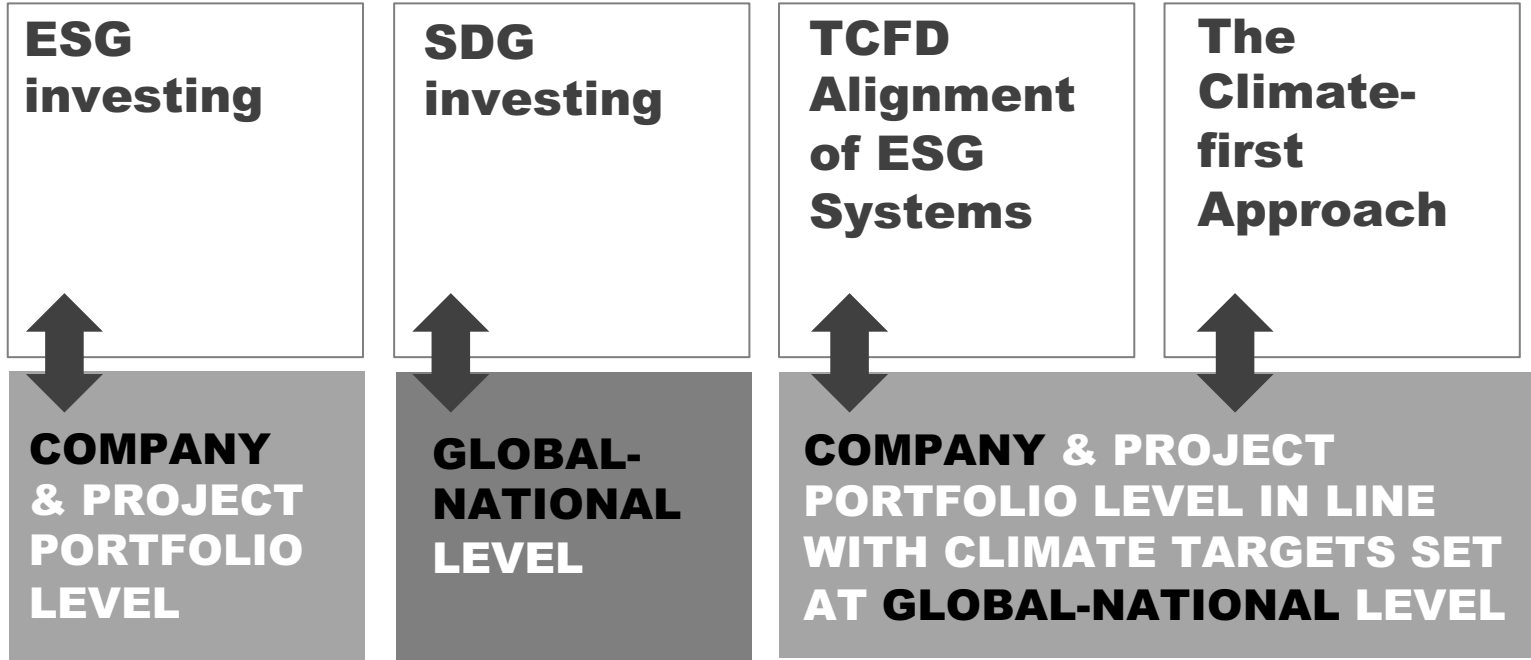 ESG
investing
SDG
investing
TCFD
Alignment
of ESG
Systems
The
Climate-
first
Approach
COMPANY
& PROJECT
PORTFOLIO
LEVEL
GLOBAL-
NATIONAL
LEVEL
COMPANY & PROJECT
PORTFOLIO LEVEL IN LINE
WITH CLIMATE TARGETS SET
AT GLOBAL-NATIONAL LEVEL